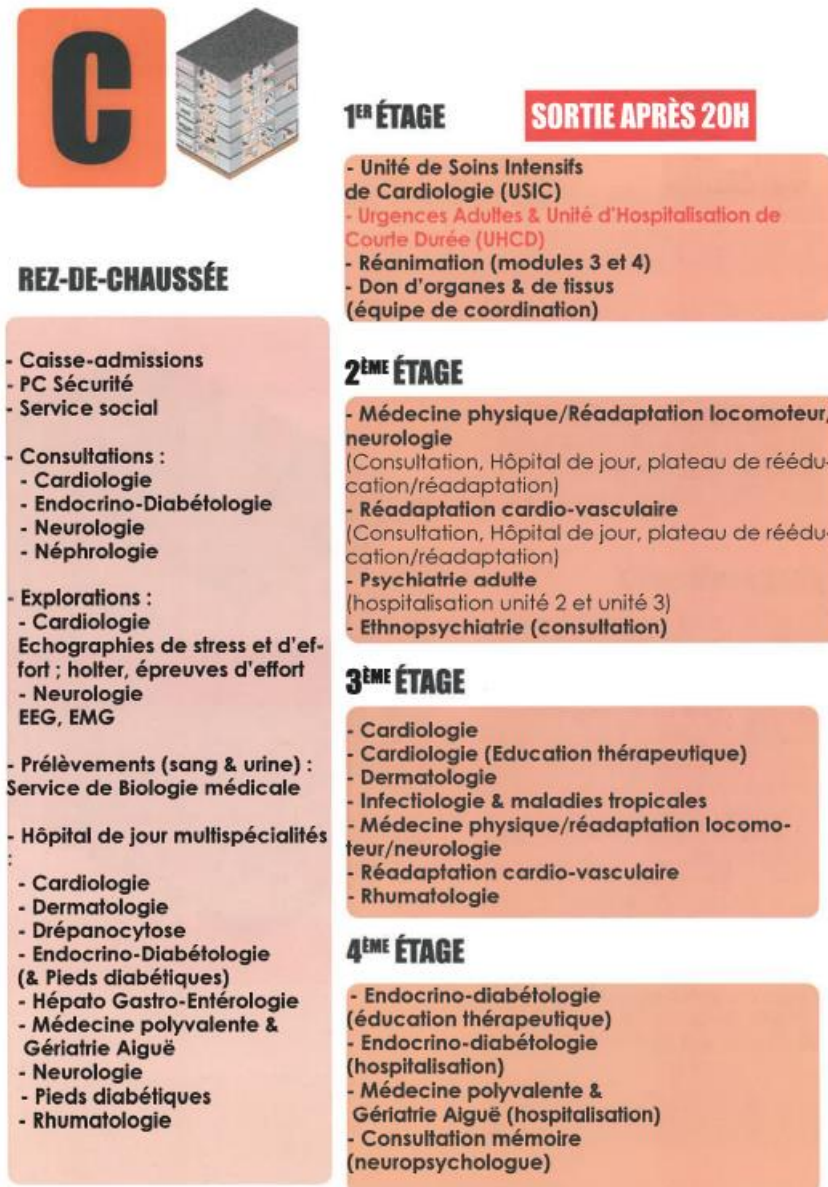 C
REZ-DE-CHAUSSÉE
- Caisse-admissions
- PC Sécurité
- Service social
- Consultations :
- Cardiologie
- Endocrino-Diabétologie
- Neurologie
- Néphrologie
- Explorations :
- Cardiologie
Echographies de stress et d'ef-
fort ; holter, épreuves d'effort
- Neurologie
EEG, EMG
- Prélèvements (sang & urine) :
Service de Biologie médicale
- Hôpital de jour multispécialités
:
- Cardiologie
- Dermatologie
- Drépanocytose
- Endocrino-Diabétologie
(& Pieds diabétiques)
- Hépato Gastro-Entérologie
- Médecine polyvalente &
Gériatrie Aiguë
- Neurologie
- Pieds diabétiques
- Rhumatologie
1ER ÉTAGE
SORTIE APRÈS 20H
- Unité de Soins Intensifs
de Cardiologie (USIC)
- Urgences Adultes & Unité d'Hospitalisation de
Courte Durée (UHCD)
- Réanimation (modules 3 et 4)
- Don d'organes & de tissus
(équipe de coordination)
2ÈME ÉTAGE
- Médecine physique/Réadaptation locomoteur/
neurologie
(Consultation, Hôpital de jour, plateau de réédu-
cation/réadaptation)
- Réadaptation cardio-vasculaire
(Consultation, Hôpital de jour, plateau de réédu-
cation/réadaptation)
- Psychiatrie adulte
(hospitalisation unité 2 et unité 3)
- Ethnopsychiatrie (consultation)
3ÈME ÉTAGE
- Cardiologie
- Cardiologie (Education thérapeutique)
- Dermatologie
- Infectiologie & maladies tropicales
- Médecine physique/réadaptation locomo-
teur/neurologie
- Réadaptation cardio-vasculaire
- Rhumatologie
4ÈME ÉTAGE
- Endocrino-diabétologie
(éducation thérapeutique)
- Endocrino-diabétologie
(hospitalisation)
- Médecine polyvalente &
Gériatrie Aiguë (hospitalisation)
- Consultation mémoire
(neuropsychologue)